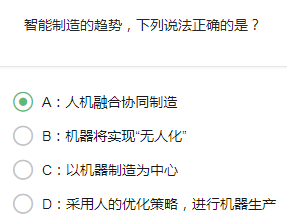 智能制造的趋势，下列说法正确的是？
A：人机融合协同制造
B：机器将实现“无人化”
C：以机器制造为中心
D：采用人的优化策略，进行机器生产